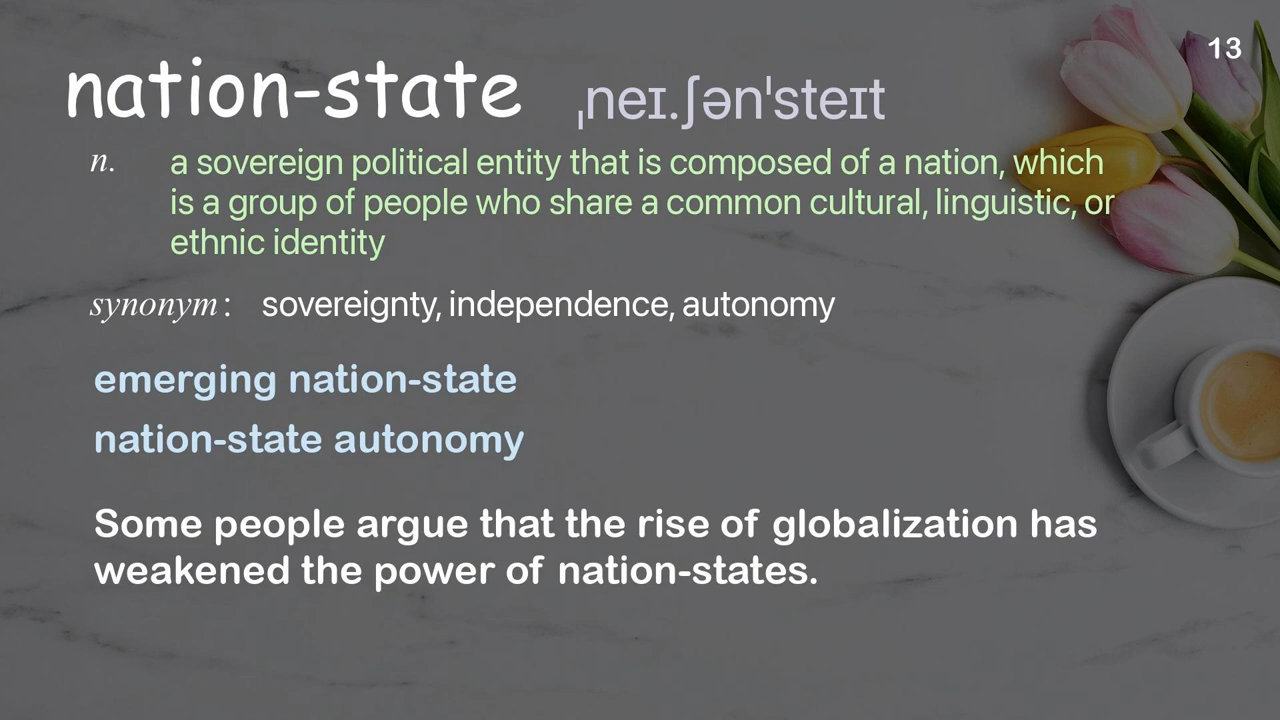 13
nation-state ˌneɪ.ʃənˈsteɪt
n. a sovereign political entity that is composed of a nation, which
is a group of people who share a common cultural, linguistic, or
ethnic identity
synonym: sovereignty, independence, autonomy
emerging nation-state
nation-state autonomy
Some people argue that the rise of globalization has
weakened the power of nation-states.